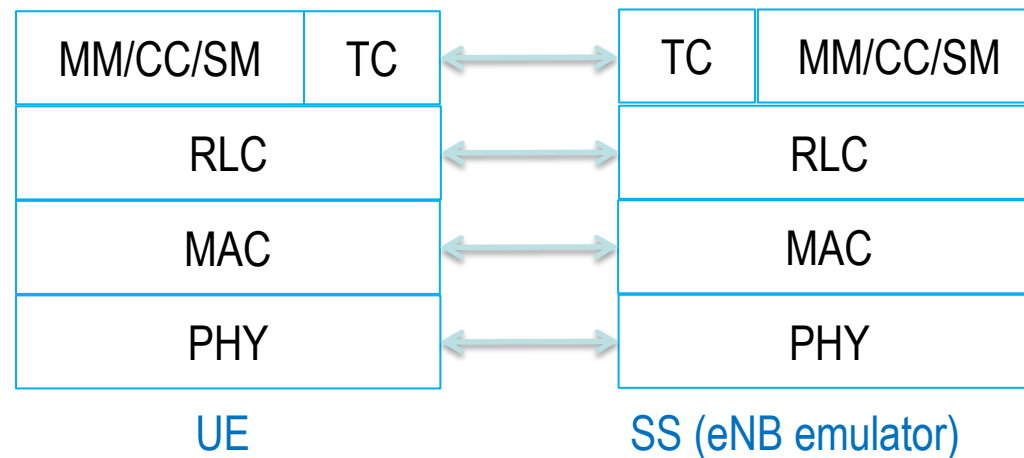 MM/CC/SM TC TC MM/CC/SM
RLC RLC
MAC MAC
PHY PHY
UE SS (eNB emulator)